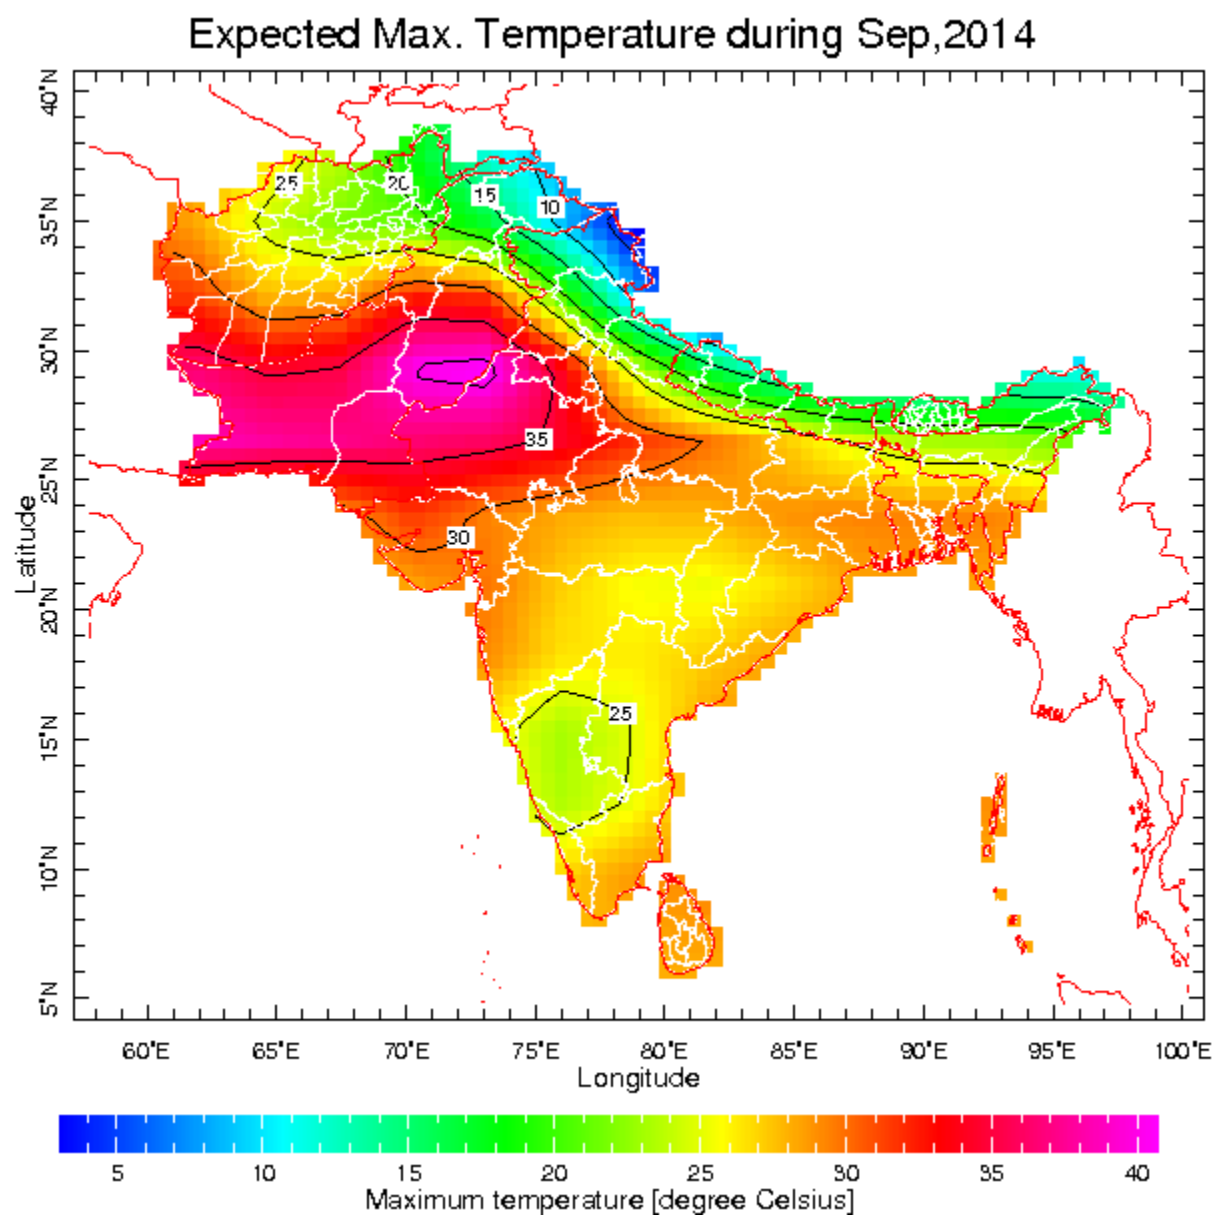 Expected Max. Temperature during Sep,2014
40°N
35°N
30°N
25°N
20°N
15°N
10°N
5°N
Latitude
25
20
15
10
35
30
25
60°E 65°E 70°E 75°E 80°E 85°E 90°E 95°E 100°E
Longitude
5 10 15 20 25 30 35 40
Maximum temperature [degree Celsius]